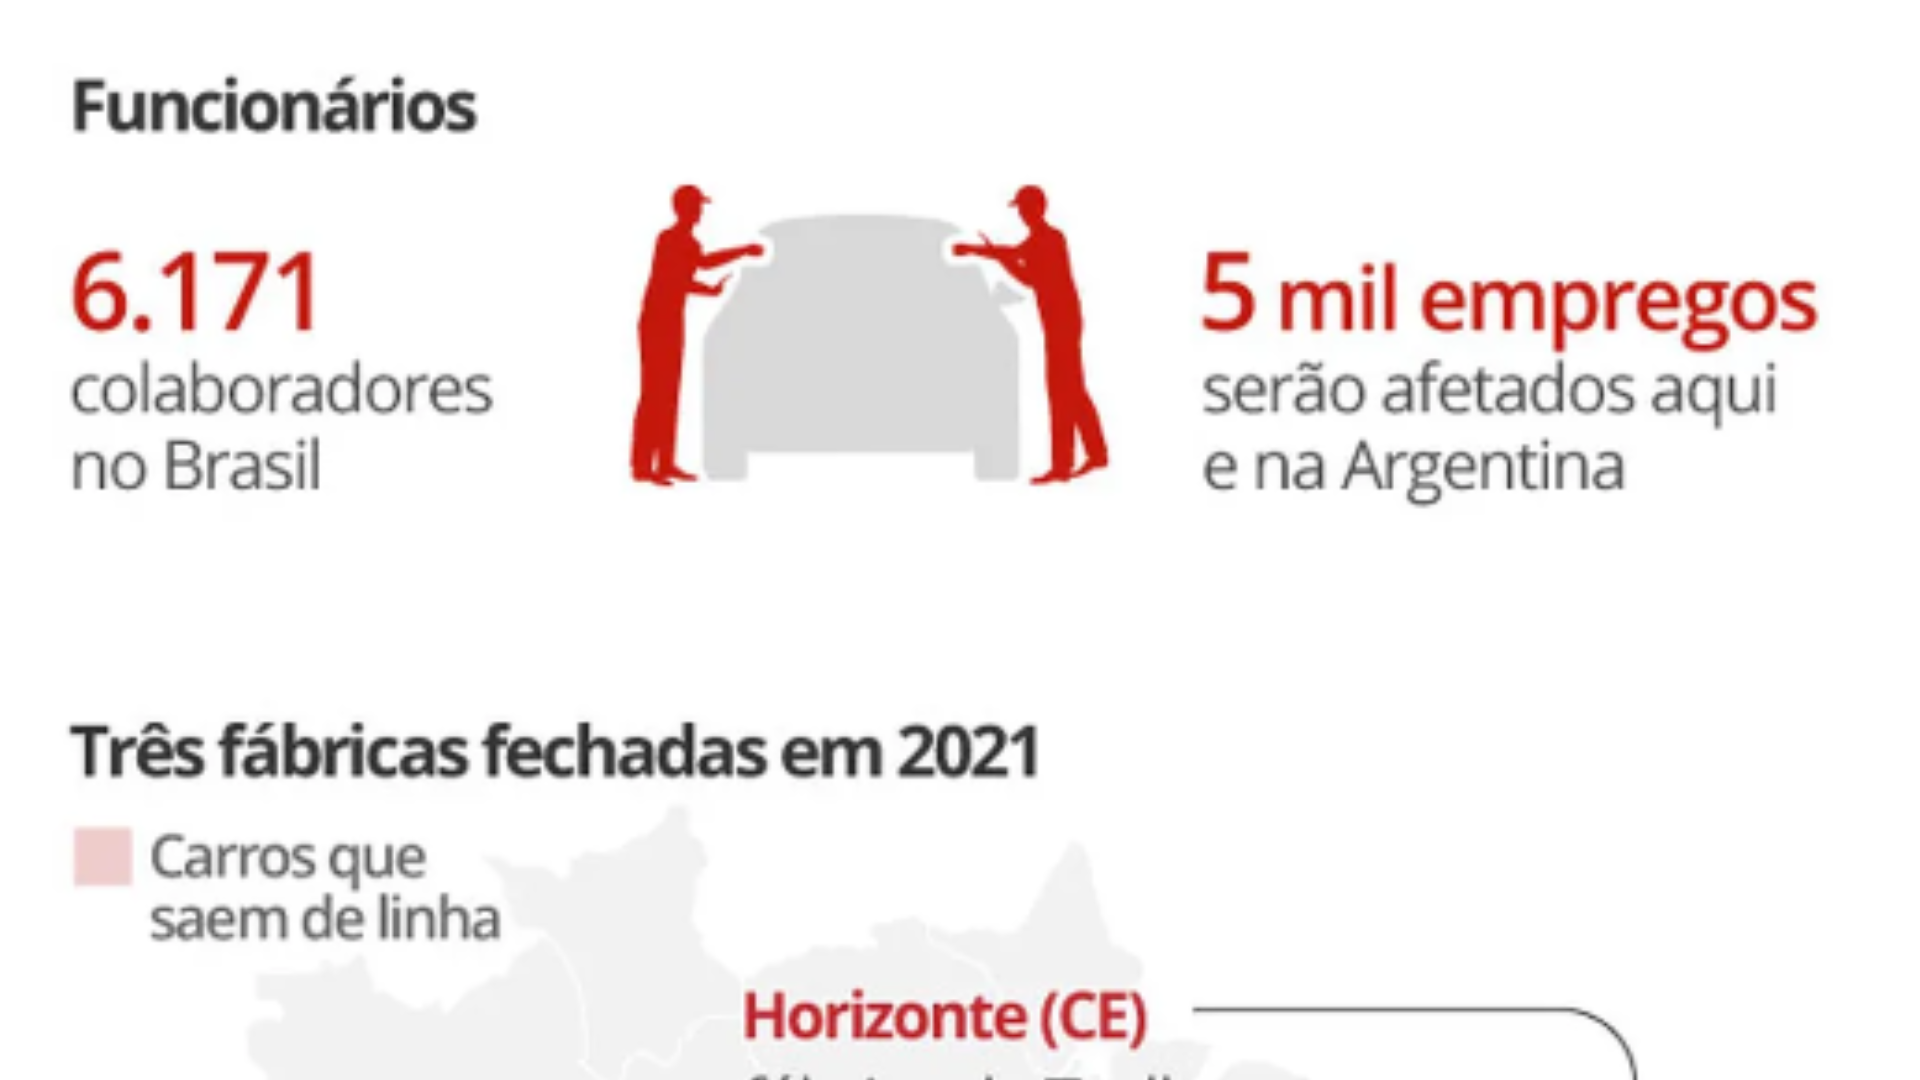 Funcionários
6.171
colaboradores
no Brasil
5 mil empregos
serão afetados aqui
e na Argentina
Três fábricas fechadas em 2021
Carros que
saem de linha
Horizonte (CE)